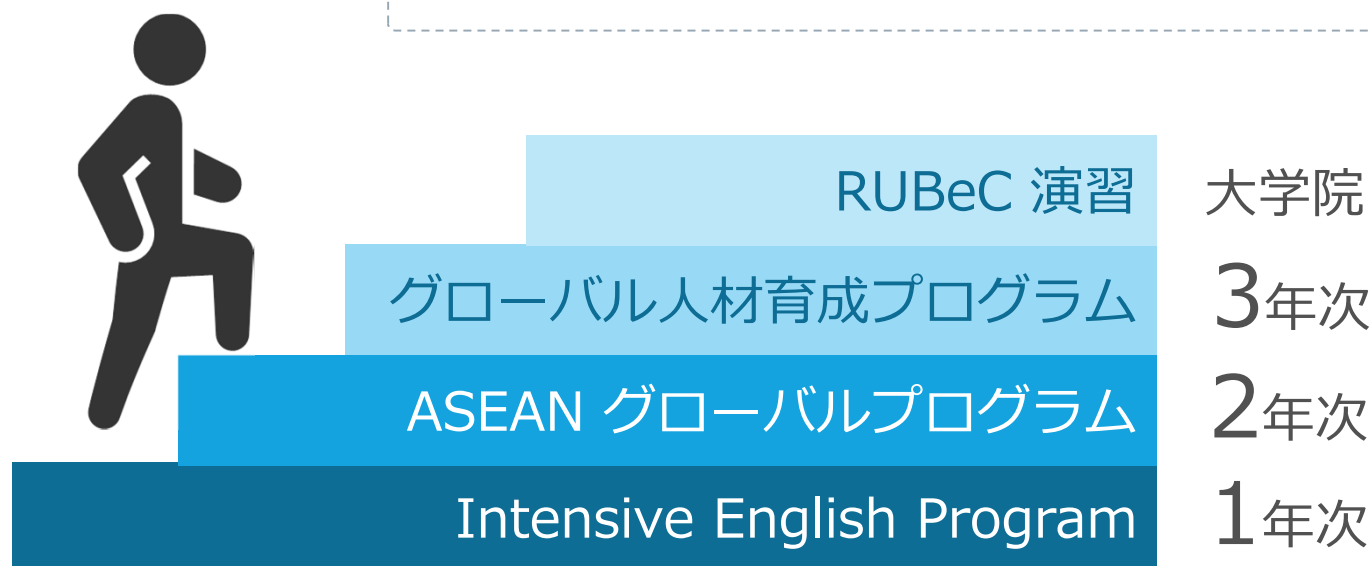 RUBeC 演習 大学院
グローバル人材育成プログラム 3年次
ASEAN グローバルプログラム 2年次
Intensive English Program 1年次